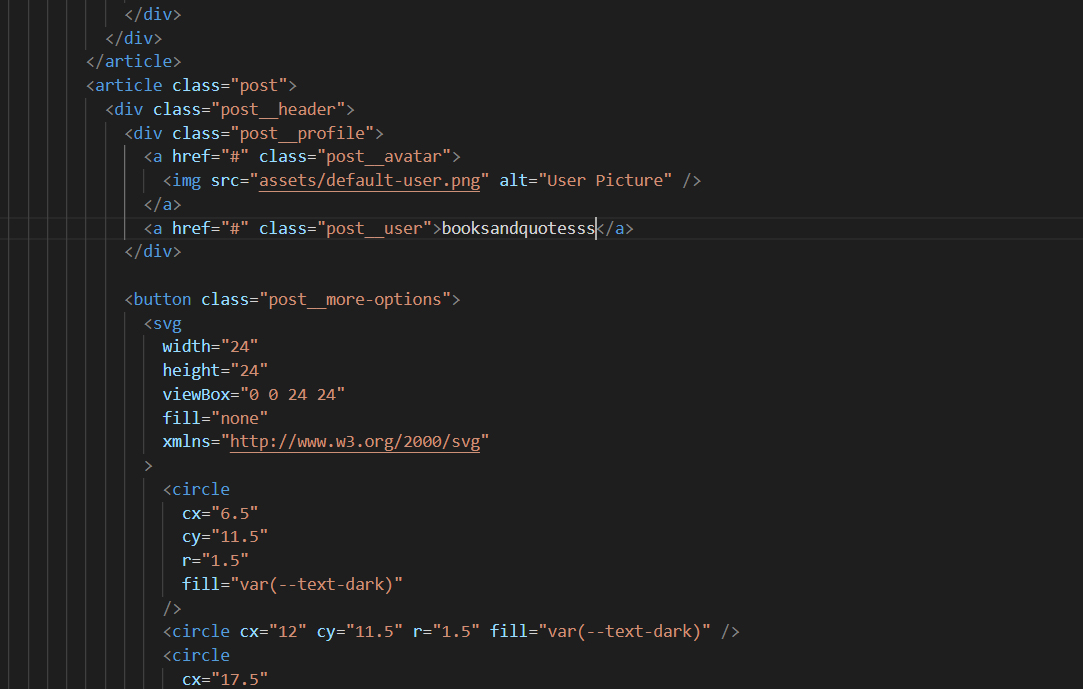 </div>
</div>
</article>
<article class="post">
<div class="post__header">
<div class="post__profile">
<a href="#" class="post__avatar">
<img src="assets/default-user.png" alt="User Picture" />
</a>
<a href="#" class="post__user">booksandquotesss</a>
</div>
<button class="post__more-options">
<svg
width="24"
height="24"
viewBox="0 0 24 24"
fill="none"
xmlns="http://www.w3.org/2000/svg"
>
<circle
cx="6.5"
cy="11.5"
r="1.5"
fill="var(--text-dark)"
/>
<circle cx="12" cy="11.5" r="1.5" fill="var(--text-dark)" />
<circle
cx="17.5"